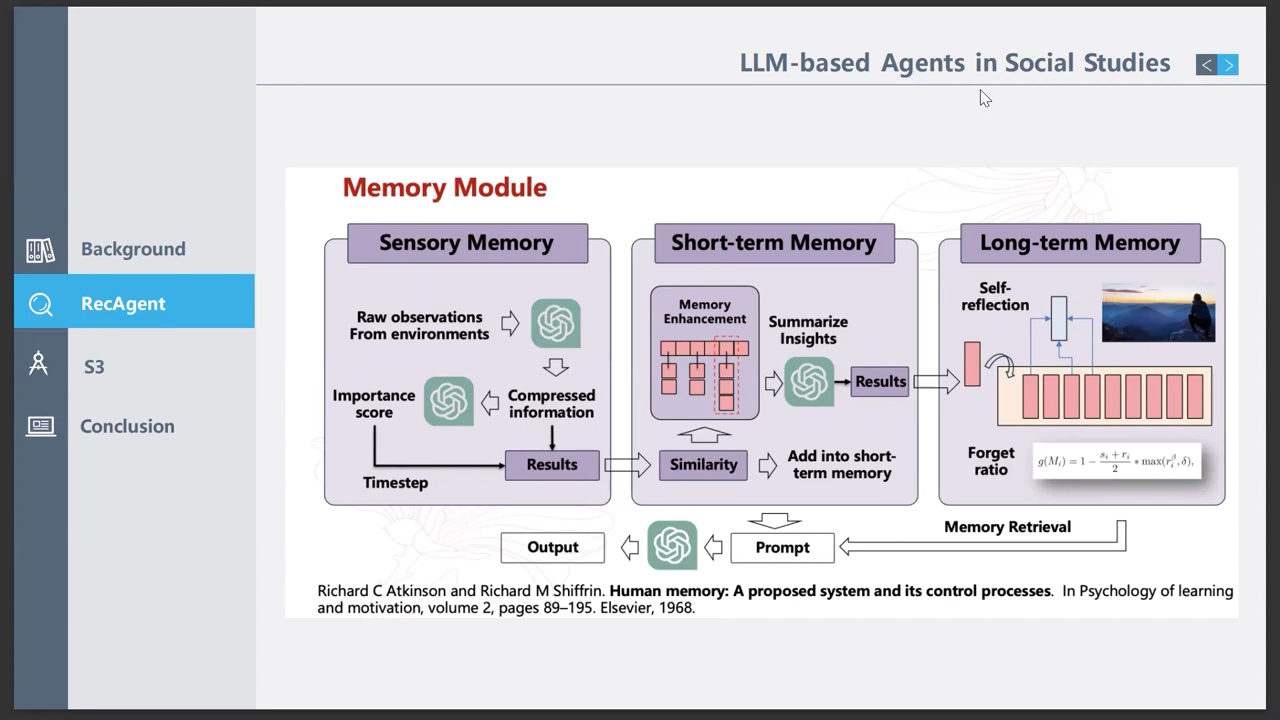 LLM-based Agents in Social Studies
< >
Background
RecAgent
S3
Conclusion
Memory Module
Sensory Memory
Raw observations
From environments
Importance
score
Compressed
information
Results
Timestep
Short-term Memory
Memory
Enhancement
Summarize
Insights
Results
Similarity
Add into short-
term memory
Long-term Memory
Self-
reflection
Forget
ratio
g(M_i) = 1 − (s_i + r_i)/2 * max(r_i^β, δ),
Memory Retrieval
Prompt
Output
Richard C Atkinson and Richard M Shiffrin. Human memory: A proposed system and its control processes. In Psychology of learning
and motivation, volume 2, pages 89–195. Elsevier, 1968.